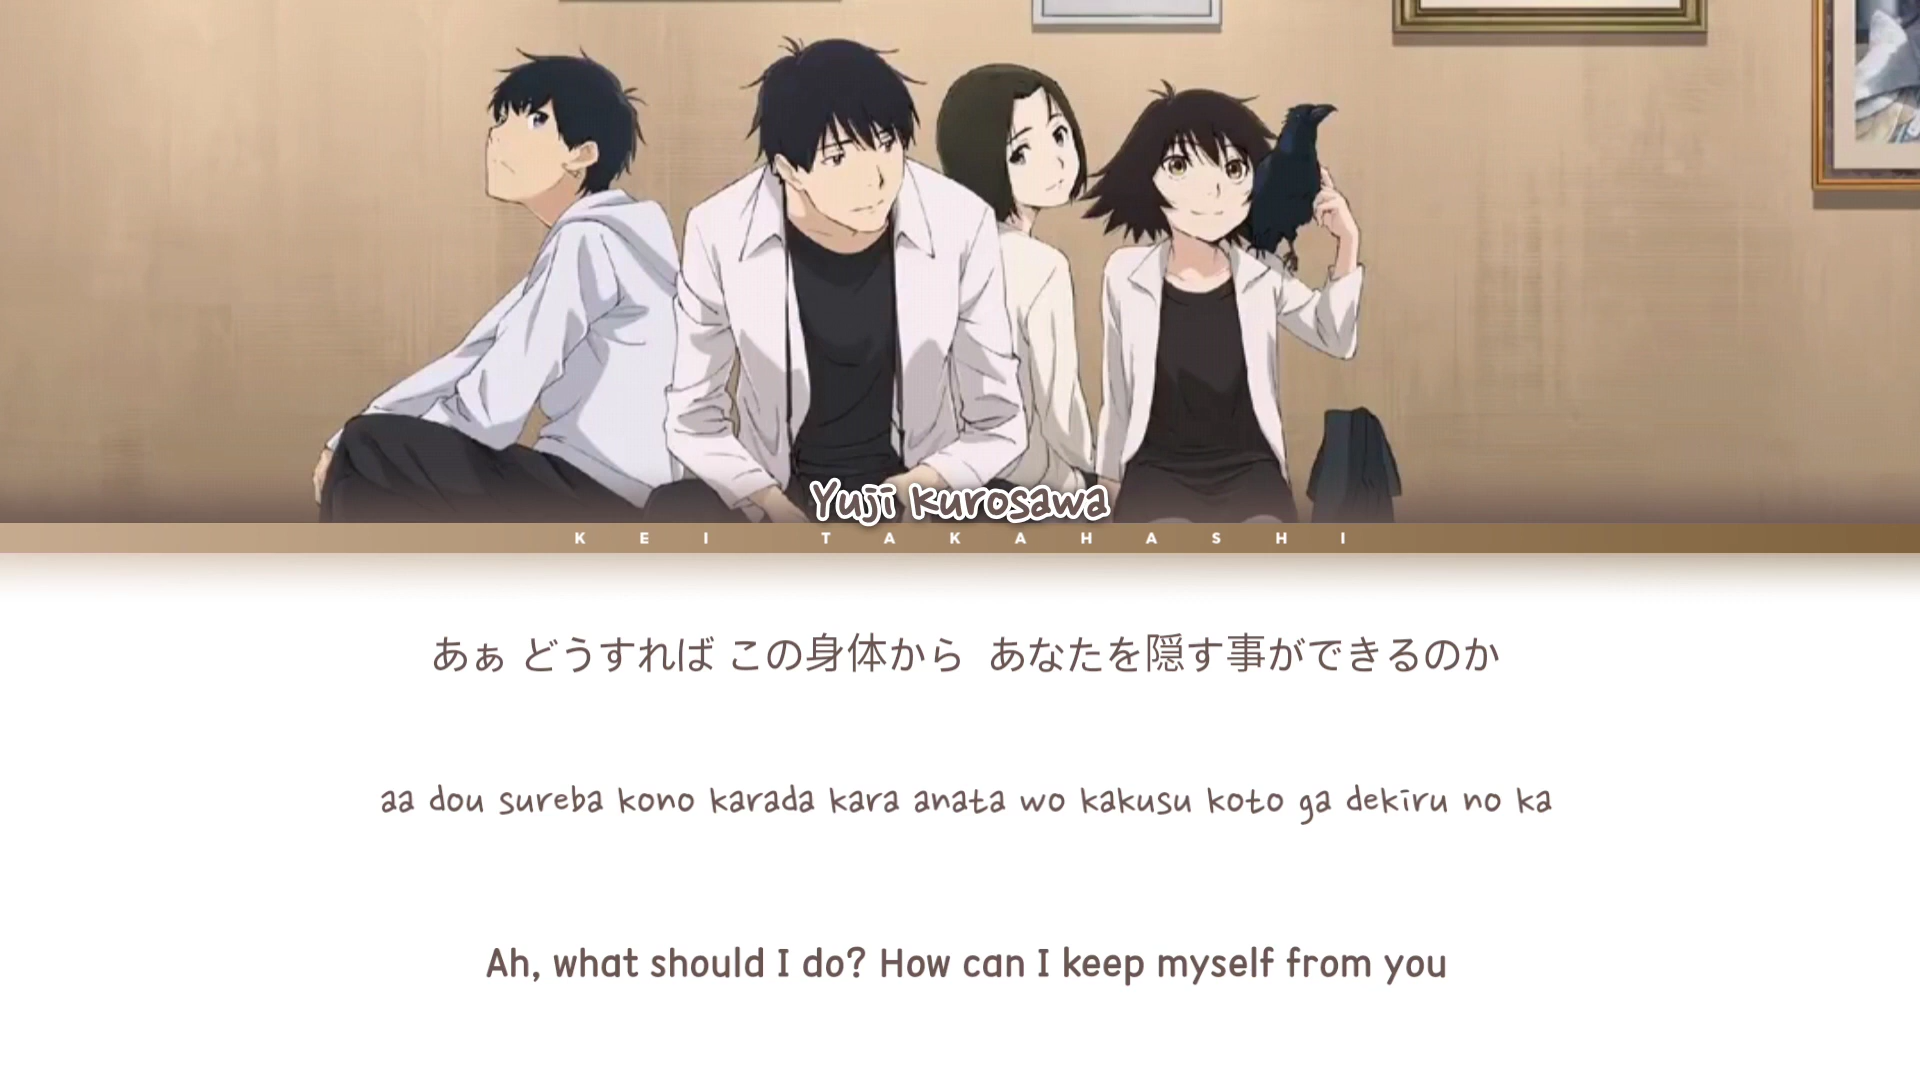 Yuji Kurosawa
KEI TAKAHASHI
あぁ どうすれば この身体から あなたを隠す事ができるのか
aa dou sureba kono karada kara anata wo kakusu koto ga dekiru no ka
Ah, what should I do? How can I keep myself from you